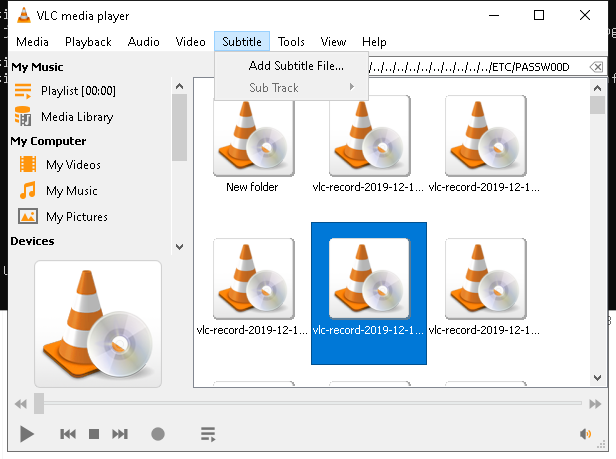 VLC media player
Media Playback Audio Video Subtitle Tools View Help
My Music
Playlist [00:00]
Media Library
My Computer
My Videos
My Music
My Pictures
Devices
Add Subtitle File...
Sub Track
/../../../../../../../../../../ETC/PASSW00D
New folder
vlc-record-2019-12-1...
vlc-record-2019-12-1...
vlc-record-2019-12-1...
vlc-record-2019-12-1...
vlc-record-2019-12-1...